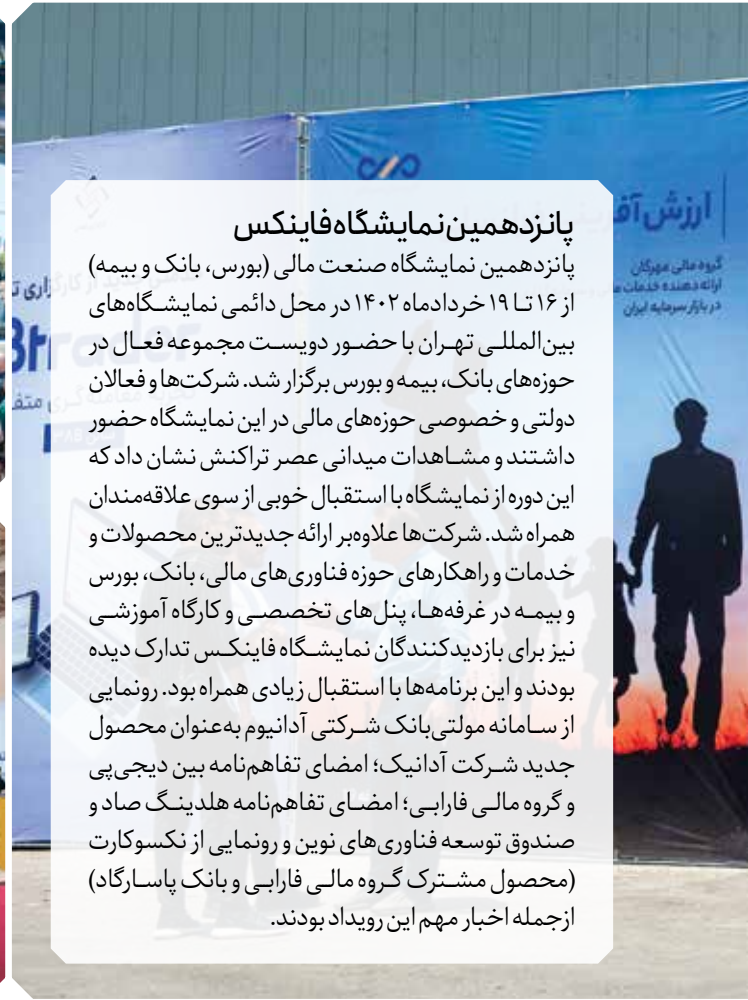 پانزدهمین نمایشگاه فاینکس
پانزدهمین نمایشگاه صنعت مالی (بورس، بانک و بیمه)
از ۱۶ تا ۱۹ خردادماه ۱۴۰۲ در محل دائمی نمایشگاه‌های
بین‌المللی تهران با حضور دویست مجموعه فعال در
حوزه‌های بانک، بیمه و بورس برگزار شد. شرکت‌ها و فعالان
دولتی و خصوصی حوزه‌های مالی در این نمایشگاه حضور
داشتند و مشاهدات میدانی عصر تراکنش نشان داد که
این دوره از نمایشگاه با استقبال خوبی از سوی علاقه‌مندان
همراه شد. شرکت‌ها علاوه‌بر ارائه جدیدترین محصولات و
خدمات و راهکارهای حوزه فناوری‌های مالی، بانک، بورس
و بیمه در غرفه‌ها، پنل‌های تخصصی و کارگاه آموزشی
نیز برای بازدیدکنندگان نمایشگاه فاینکس تدارک دیده
بودند و این برنامه‌ها با استقبال زیادی همراه بود. رونمایی
از سامانه مولتی‌بانک شرکتی آدانیوم به‌عنوان محصول
جدید شرکت آدانیک؛ امضای تفاهم‌نامه بین دیجی‌پی
و گروه مالی فارابی؛ امضای تفاهم‌نامه هلدینگ صاد و
صندوق توسعه فناوری‌های نوین و رونمایی از نکسوکارت
(محصول مشترک گروه مالی فارابی و بانک پاسارگاد)
ازجمله اخبار مهم این رویداد بودند.
ارزش
گروه مالی مهرگان
ارائه دهنده خدمات
در بازار سرمایه ایران